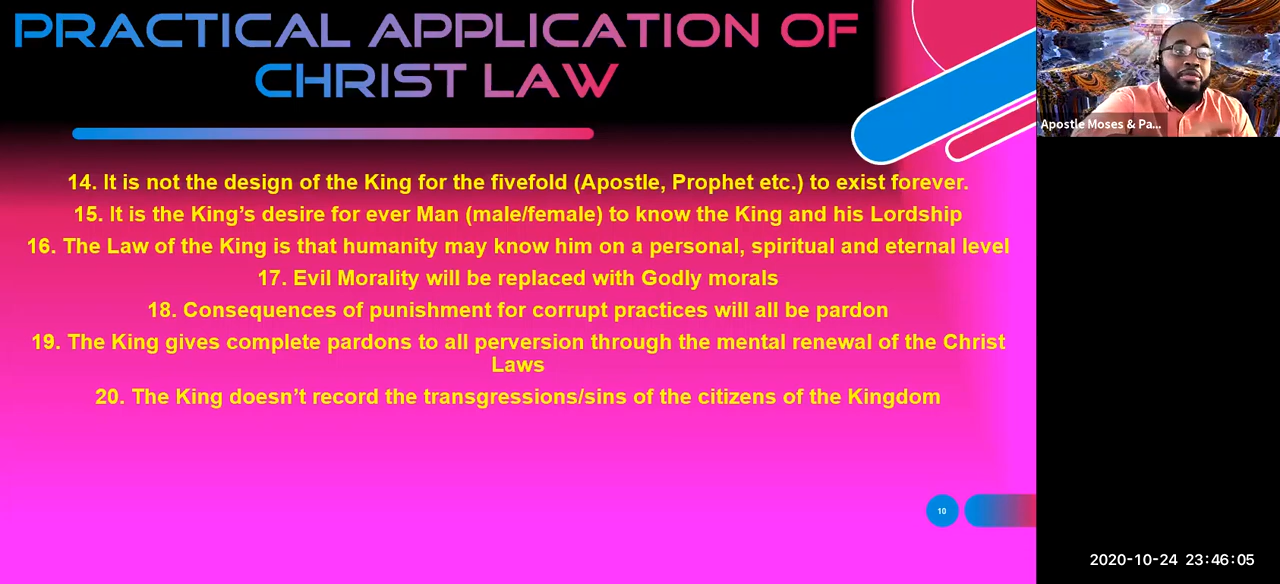 PRACTICAL APPLICATION OF
CHRIST LAW
14. It is not the design of the King for the fivefold (Apostle, Prophet etc.) to exist forever.
15. It is the King’s desire for ever Man (male/female) to know the King and his Lordship
16. The Law of the King is that humanity may know him on a personal, spiritual and eternal level
17. Evil Morality will be replaced with Godly morals
18. Consequences of punishment for corrupt practices will all be pardon
19. The King gives complete pardons to all perversion through the mental renewal of the Christ
Laws
20. The King doesn’t record the transgressions/sins of the citizens of the Kingdom
10
Apostle Moses & Pa...
2020-10-24 23:46:05